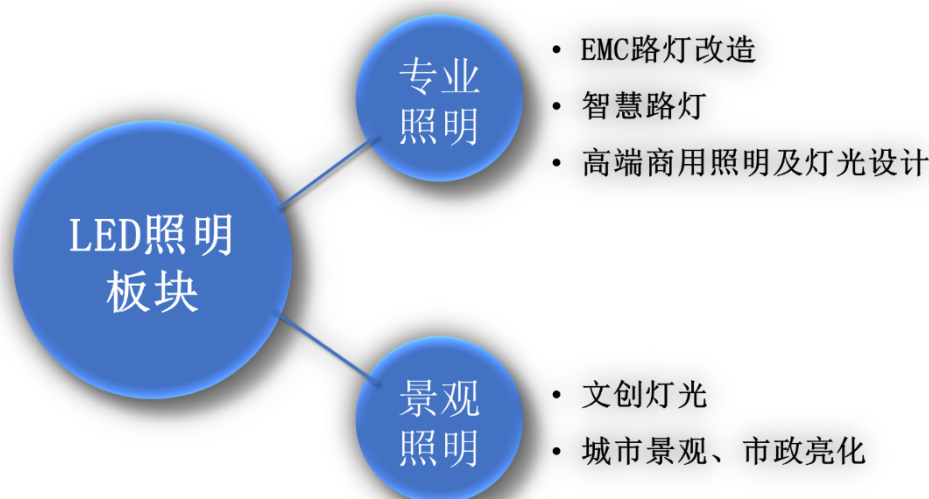 专业
照明
• EMC路灯改造
• 智慧路灯
• 高端商用照明及灯光设计
LED照明
板块
景观
照明
• 文创灯光
• 城市景观、市政亮化